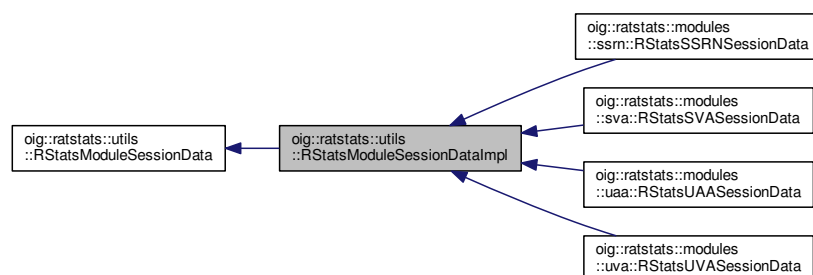 oig::ratstats::modules
::ssrn::RStatsSSRNSessionData
oig::ratstats::modules
::sva::RStatsSVASessionData
oig::ratstats::utils
::RStatsModuleSessionData
oig::ratstats::utils
::RStatsModuleSessionDataImpl
oig::ratstats::modules
::uaa::RStatsUAASessionData
oig::ratstats::modules
::uva::RStatsUVASessionData